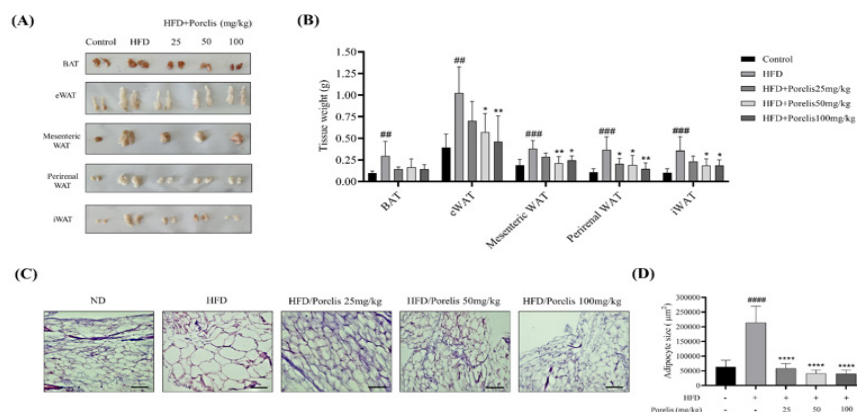 (A)
HFD+Porelis (mg/kg)
Control HFD 25 50 100
BAT
eWAT
Mesenteric
WAT
Perirenal
WAT
iWAT
(B)
Tissue weight (g)
1.50
1.25
1.00
0.75
0.50
0.25
0.00
##
##
* **
###
** *
###
* * **
###
* *
BAT
eWAT
Mesenteric WAT
Perirenal WAT
iWAT
Control
HFD
HFD+Porelis25mg/kg
HFD+Porelis50mg/kg
HFD+Porelis100mg/kg
(C)
ND HFD HFD/Porelis 25mg/kg HFD/Porelis 50mg/kg HFD/Porelis 100mg/kg
(D)
Adipocyte size ( μm²)
300000
250000
200000
150000
100000
50000
0
####
**** **** ****
HFD - + + + +
Porelis (mg/kg) - - 25 50 100